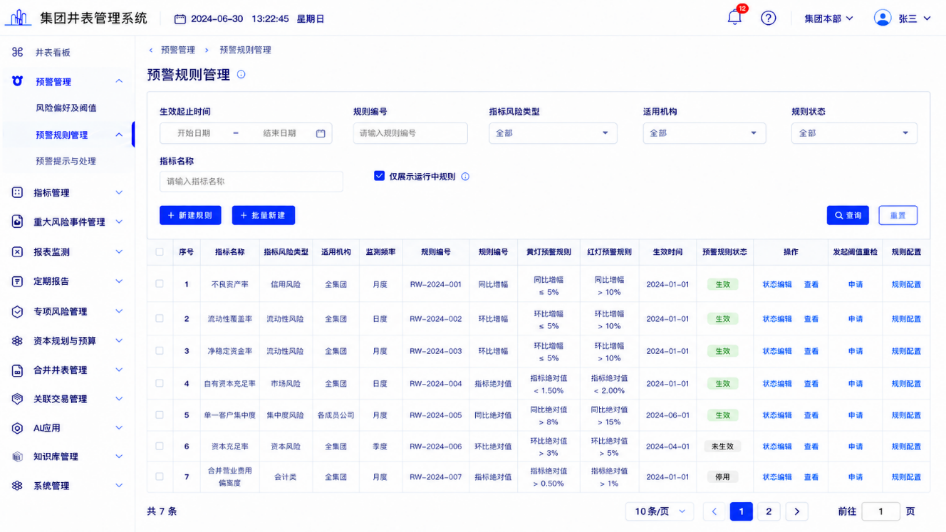 集团并表管理系统
2024-06-30 13:22:45 星期日
12
集团本部
张三
并表看板
预警管理
风险偏好及阈值
预警规则管理
预警提示与处理
指标管理
重大风险事件管理
报表监测
定期报告
专项风险管理
资本规划与预算
合并并表管理
关联交易管理
AI应用
知识库管理
系统管理
< 预警管理 > 预警规则管理
预警规则管理
生效起止时间 规则编号 指标风险类型 适用机构 规则状态
开始日期 – 结束日期 请输入规则编号 全部 全部 全部
指标名称
请输入指标名称 仅展示运行中规则
+ 新建规则 + 批量新建 查询 重置
序号 指标名称 指标风险类型 适用机构 监测频率 规则编号 规则编号 黄灯预警规则 红灯预警规则 生效时间 预警规则状态 操作 发起阈值重检 规则配置
1 不良资产率 信用风险 全集团 月度 RW-2024-001 同比增幅 同比增幅 ≤ 5% 同比增幅 > 10% 2024-01-01 生效 状态编辑 查看 申请 规则配置
2 流动性覆盖率 流动性风险 全集团 日度 RW-2024-002 环比增幅 环比增幅 ≤ 5% 环比增幅 > 10% 2024-01-01 生效 状态编辑 查看 申请 规则配置
3 净稳定资金率 流动性风险 全集团 月度 RW-2024-003 环比增幅 环比增幅 ≤ 5% 环比增幅 > 10% 2024-01-01 生效 状态编辑 查看 申请 规则配置
4 自有资本充足率 市场风险 全集团 日度 RW-2024-004 指标绝对值 指标绝对值 < 1.50% 指标绝对值 < 2.00% 2024-01-01 生效 状态编辑 查看 申请 规则配置
5 单一客户集中度 集中度风险 各成员公司 月度 RW-2024-005 同比绝对值 同比绝对值 > 8% 同比绝对值 > 15% 2024-06-01 生效 状态编辑 查看 申请 规则配置
6 资本充足率 资本风险 全集团 季度 RW-2024-006 环比绝对值 环比绝对值 > 3% 环比绝对值 > 5% 2024-04-01 未生效 状态编辑 查看 申请 规则配置
7 合并营业费用偏离度 会计类 全集团 月度 RW-2024-007 指标绝对值 指标绝对值 > 0.50% 指标绝对值 > 1% 2024-01-01 停用 状态编辑 查看 申请 规则配置
共 7 条 10 条/页 < 1 2 > 前往 1 页